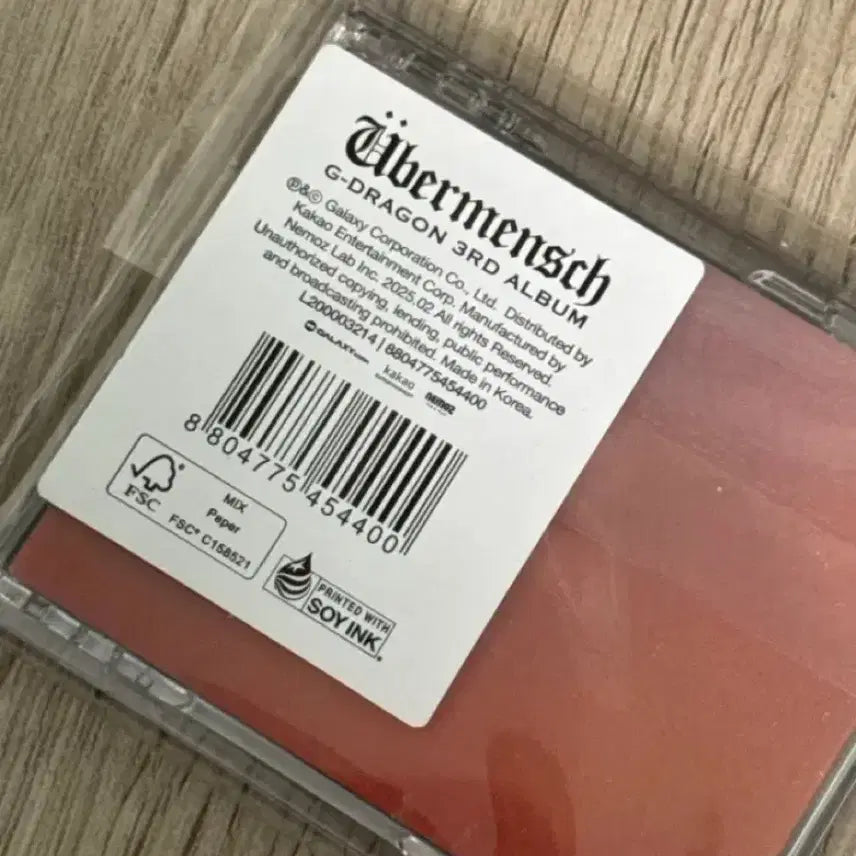 Übermensch
G-DRAGON 3RD ALBUM
℗&© Galaxy Corporation Co., Ltd. Distributed by
Kakao Entertainment Corp. Manufactured by
Nemoz Lab Inc. 2025.02 All rights Reserved.
Unauthorized copying, lending, public performance
and broadcasting prohibited. Made in Korea.
L200003214 | 8804775454400
GALAXY
kakao
nemoz
8 804775 454400
FSC
MIX
Paper
FSC® C158521
PRINTED WITH
SOY INK